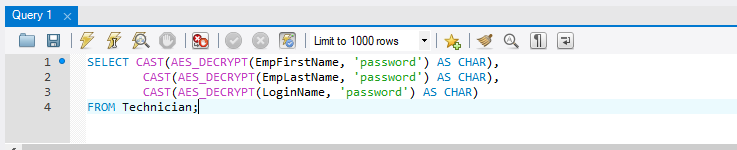 Query 1
Limit to 1000 rows
1 SELECT CAST(AES_DECRYPT(EmpFirstName, 'password') AS CHAR),
2 CAST(AES_DECRYPT(EmpLastName, 'password') AS CHAR),
3 CAST(AES_DECRYPT(LoginName, 'password') AS CHAR)
4 FROM Technician;